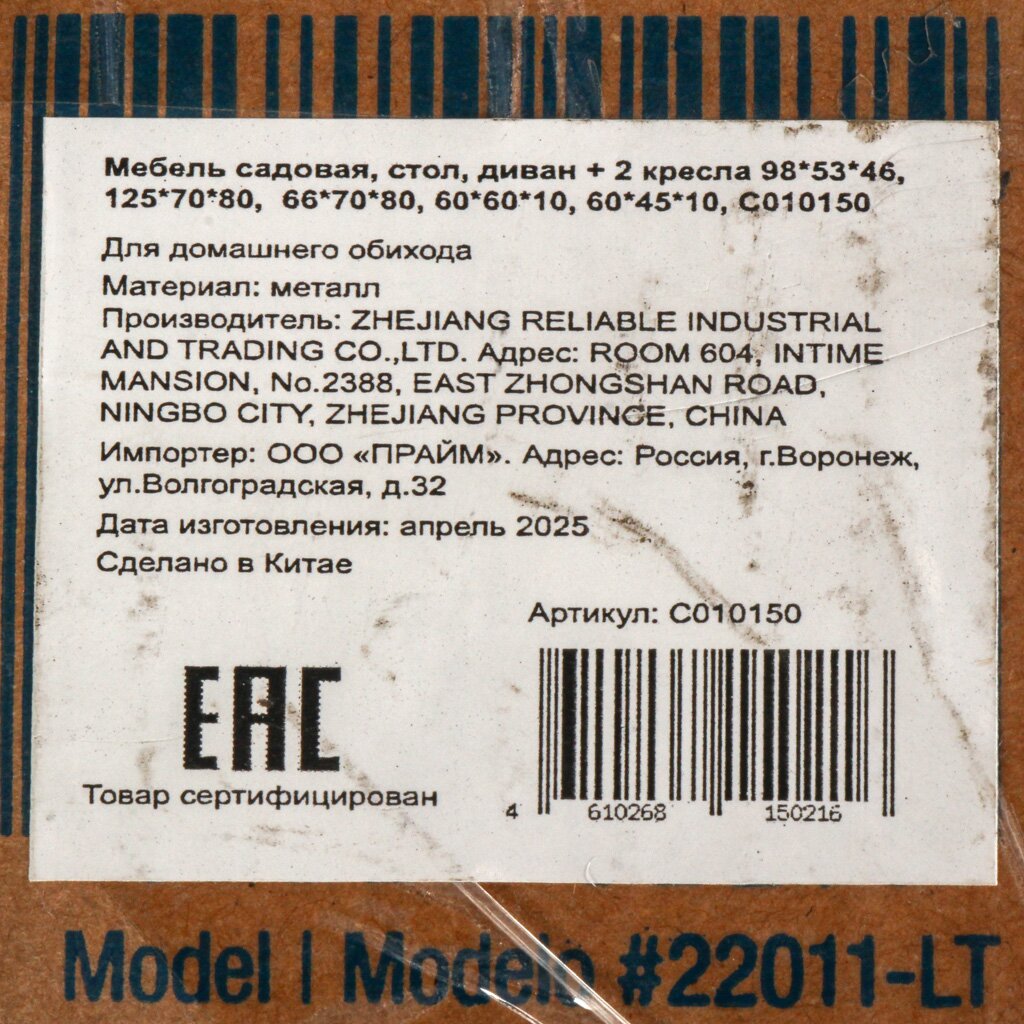 Мебель садовая, стол, диван + 2 кресла 98*53*46,
125*70*80, 66*70*80, 60*60*10, 60*45*10, С010150
Для домашнего обихода
Материал: металл
Производитель: ZHEJIANG RELIABLE INDUSTRIAL
AND TRADING CO.,LTD. Адрес: ROOM 604, INTIME
MANSION, No.2388, EAST ZHONGSHAN ROAD,
NINGBO CITY, ZHEJIANG PROVINCE, CHINA
Импортер: ООО «ПРАЙМ». Адрес: Россия, г.Воронеж,
ул.Волгоградская, д.32
Дата изготовления: апрель 2025
Сделано в Китае
Артикул: С010150
EAC
Товар сертифицирован
4 610268 150216
Model | Modelo #22011-LT